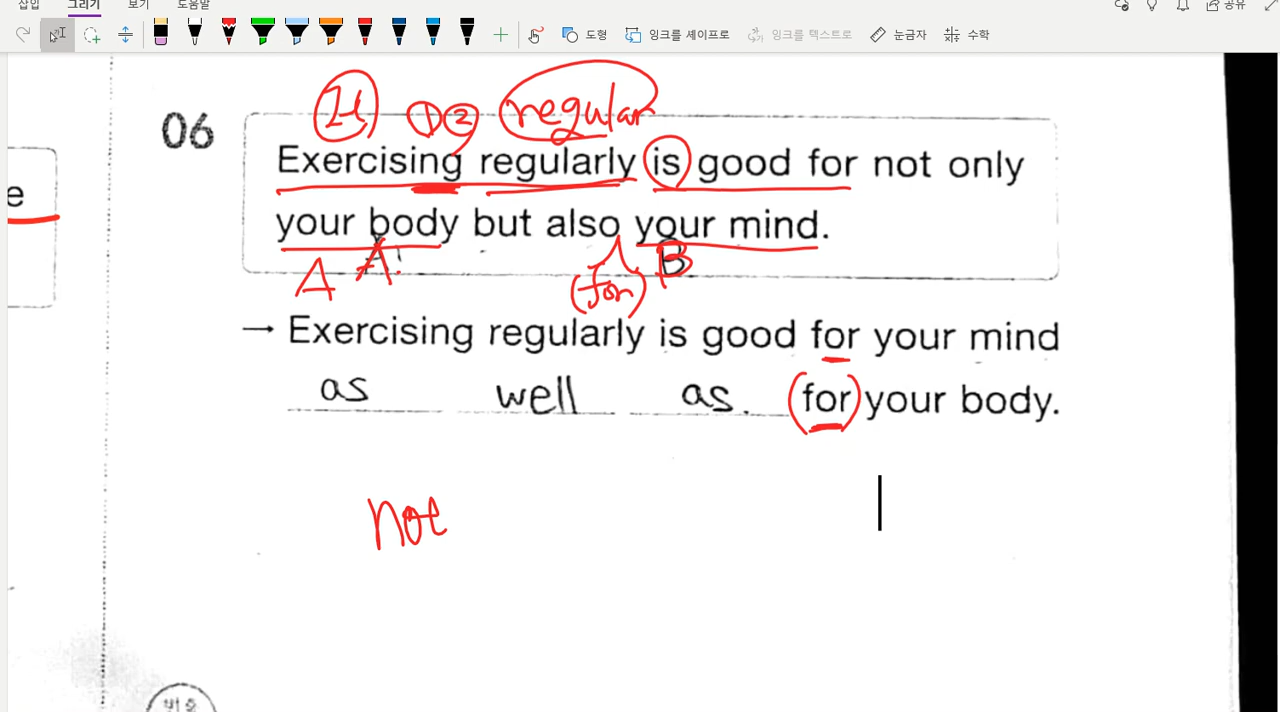 삽입 그리기 보기 도움말 공유
도형 잉크를 셰이프로 잉크를 텍스트로 눈금자 수학
regular
① ②
06
Exercising regularly is good for not only
e
your body but also your mind.
A A B
(for)
→ Exercising regularly is good for your mind
as well as. (for) your body.
not